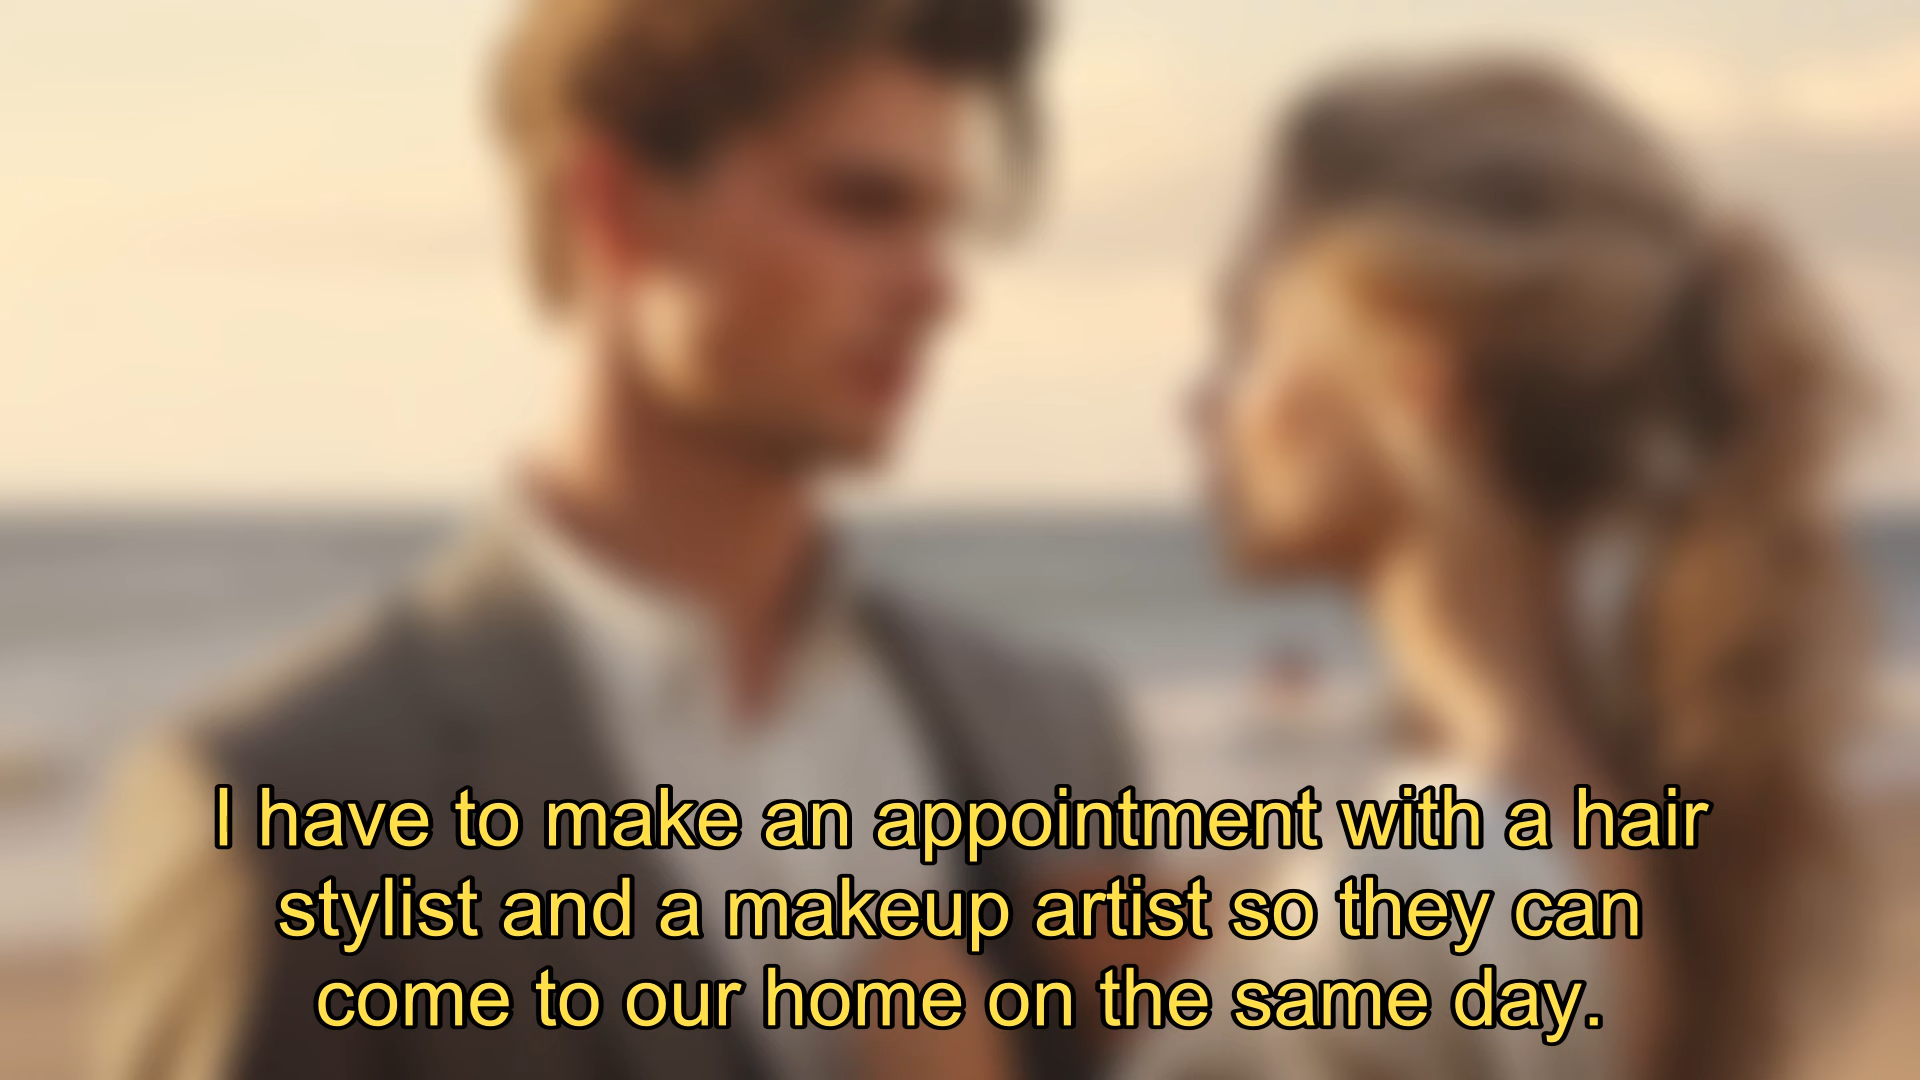 I have to make an appointment with a hair
stylist and a makeup artist so they can
come to our home on the same day.